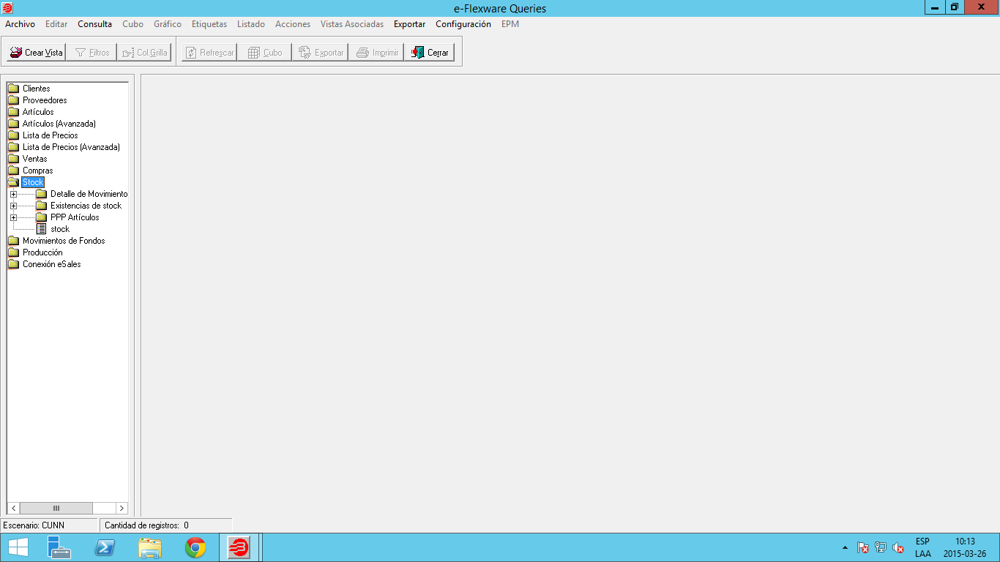 e-Flexware Queries
Archivo Editar Consulta Cubo Gráfico Etiquetas Listado Acciones Vistas Asociadas Exportar Configuración EPM
Crear Vista Filtros Col.Grilla Refrescar Cubo Exportar Imprimir Cerrar
Clientes
Proveedores
Artículos
Artículos (Avanzada)
Lista de Precios
Lista de Precios (Avanzada)
Ventas
Compras
Stock
Detalle de Movimiento
Existencias de stock
PPP Artículos
stock
Movimientos de Fondos
Producción
Conexión eSales
Escenario: CUNN Cantidad de registros: 0
ESP 10:13
LAA 2015-03-26